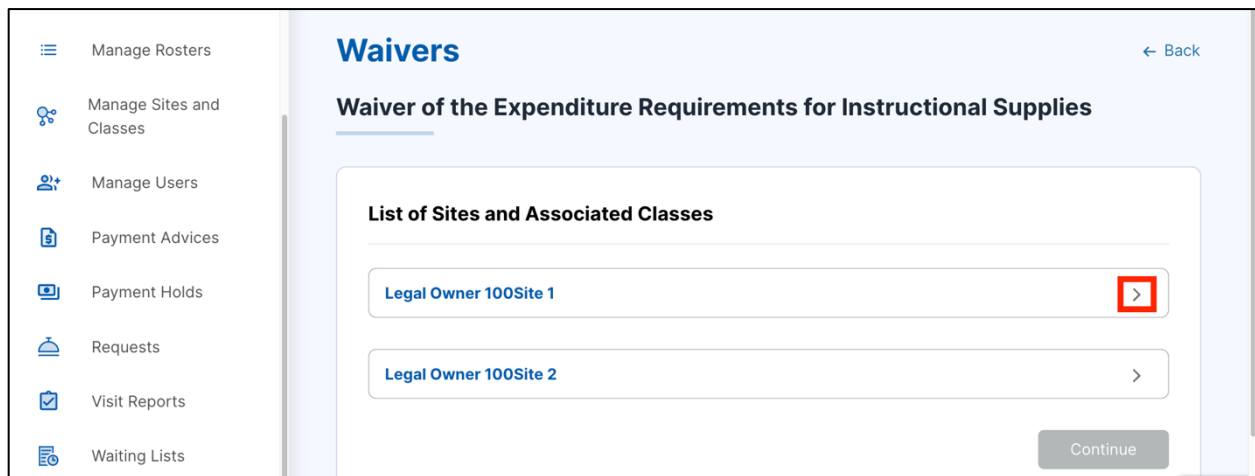 Manage Rosters
Manage Sites and
Classes
Manage Users
Payment Advices
Payment Holds
Requests
Visit Reports
Waiting Lists
Waivers
← Back
Waiver of the Expenditure Requirements for Instructional Supplies
List of Sites and Associated Classes
Legal Owner 100Site 1
Legal Owner 100Site 2
Continue